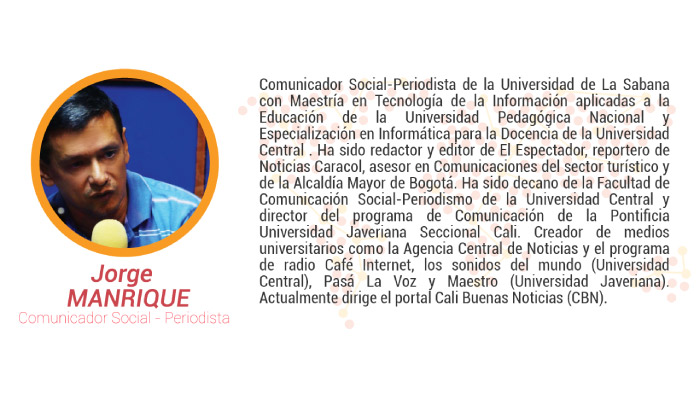 Jorge
MANRIQUE
Comunicador Social - Periodista
Comunicador Social-Periodista de la Universidad de La Sabana
con Maestría en Tecnología de la Información aplicadas a la
Educación de la Universidad Pedagógica Nacional y
Especialización en Informática para la Docencia de la Universidad
Central . Ha sido redactor y editor de El Espectador, reportero de
Noticias Caracol, asesor en Comunicaciones del sector turístico y
de la Alcaldía Mayor de Bogotá. Ha sido decano de la Facultad de
Comunicación Social-Periodismo de la Universidad Central y
director del programa de Comunicación de la Pontificia
Universidad Javeriana Seccional Cali. Creador de medios
universitarios como la Agencia Central de Noticias y el programa
de radio Café Internet, los sonidos del mundo (Universidad
Central), Pasá La Voz y Maestro (Universidad Javeriana).
Actualmente dirige el portal Cali Buenas Noticias (CBN).